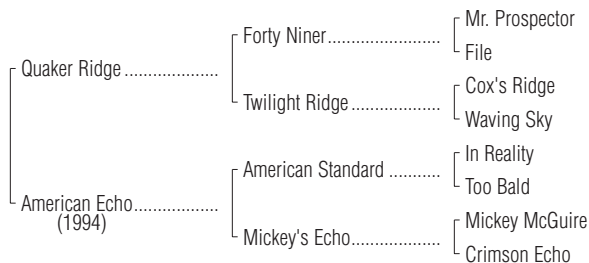 Mr. Prospector
Forty Niner........................
File
Quaker Ridge....................
Cox's Ridge
Twilight Ridge...................
Waving Sky
In Reality
American Standard ...........
Too Bald
American Echo..................
(1994)
Mickey McGuire
Mickey's Echo...................
Crimson Echo